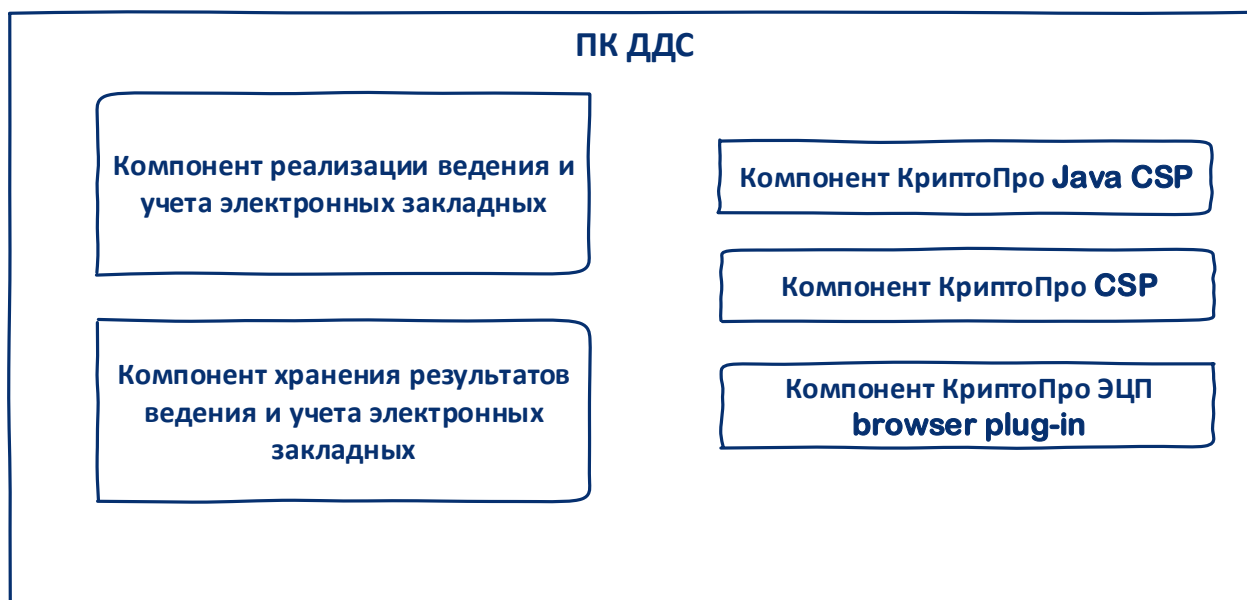 ПК ДДС
Компонент реализации ведения и
учета электронных закладных
Компонент хранения результатов
ведения и учета электронных
закладных
Компонент КриптоПро Java CSP
Компонент КриптоПро CSP
Компонент КриптоПро ЭЦП
browser plug-in